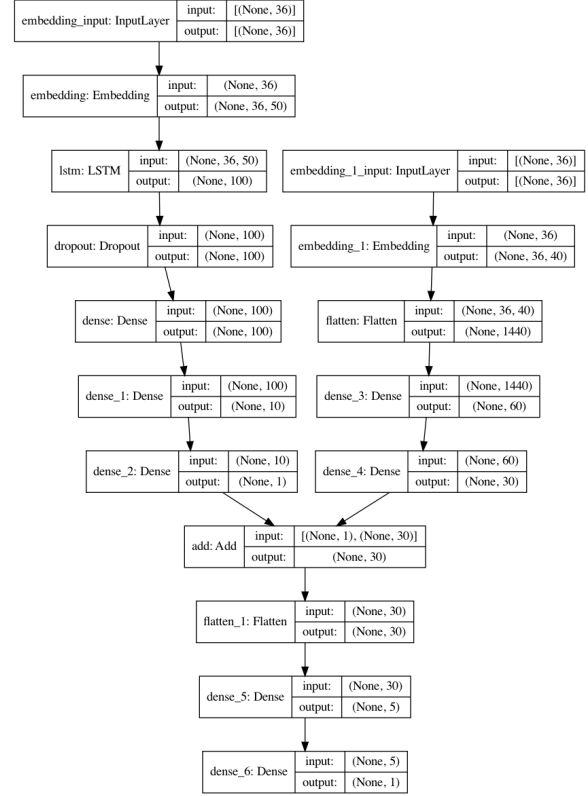 embedding_input: InputLayer
input: [(None, 36)]
output: [(None, 36)]
embedding: Embedding
input: (None, 36)
output: (None, 36, 50)
lstm: LSTM
input: (None, 36, 50)
output: (None, 100)
embedding_1_input: InputLayer
input: [(None, 36)]
output: [(None, 36)]
dropout: Dropout
input: (None, 100)
output: (None, 100)
embedding_1: Embedding
input: (None, 36)
output: (None, 36, 40)
dense: Dense
input: (None, 100)
output: (None, 100)
flatten: Flatten
input: (None, 36, 40)
output: (None, 1440)
dense_1: Dense
input: (None, 100)
output: (None, 10)
dense_3: Dense
input: (None, 1440)
output: (None, 60)
dense_2: Dense
input: (None, 10)
output: (None, 1)
dense_4: Dense
input: (None, 60)
output: (None, 30)
add: Add
input: [(None, 1), (None, 30)]
output: (None, 30)
flatten_1: Flatten
input: (None, 30)
output: (None, 30)
dense_5: Dense
input: (None, 30)
output: (None, 5)
dense_6: Dense
input: (None, 5)
output: (None, 1)